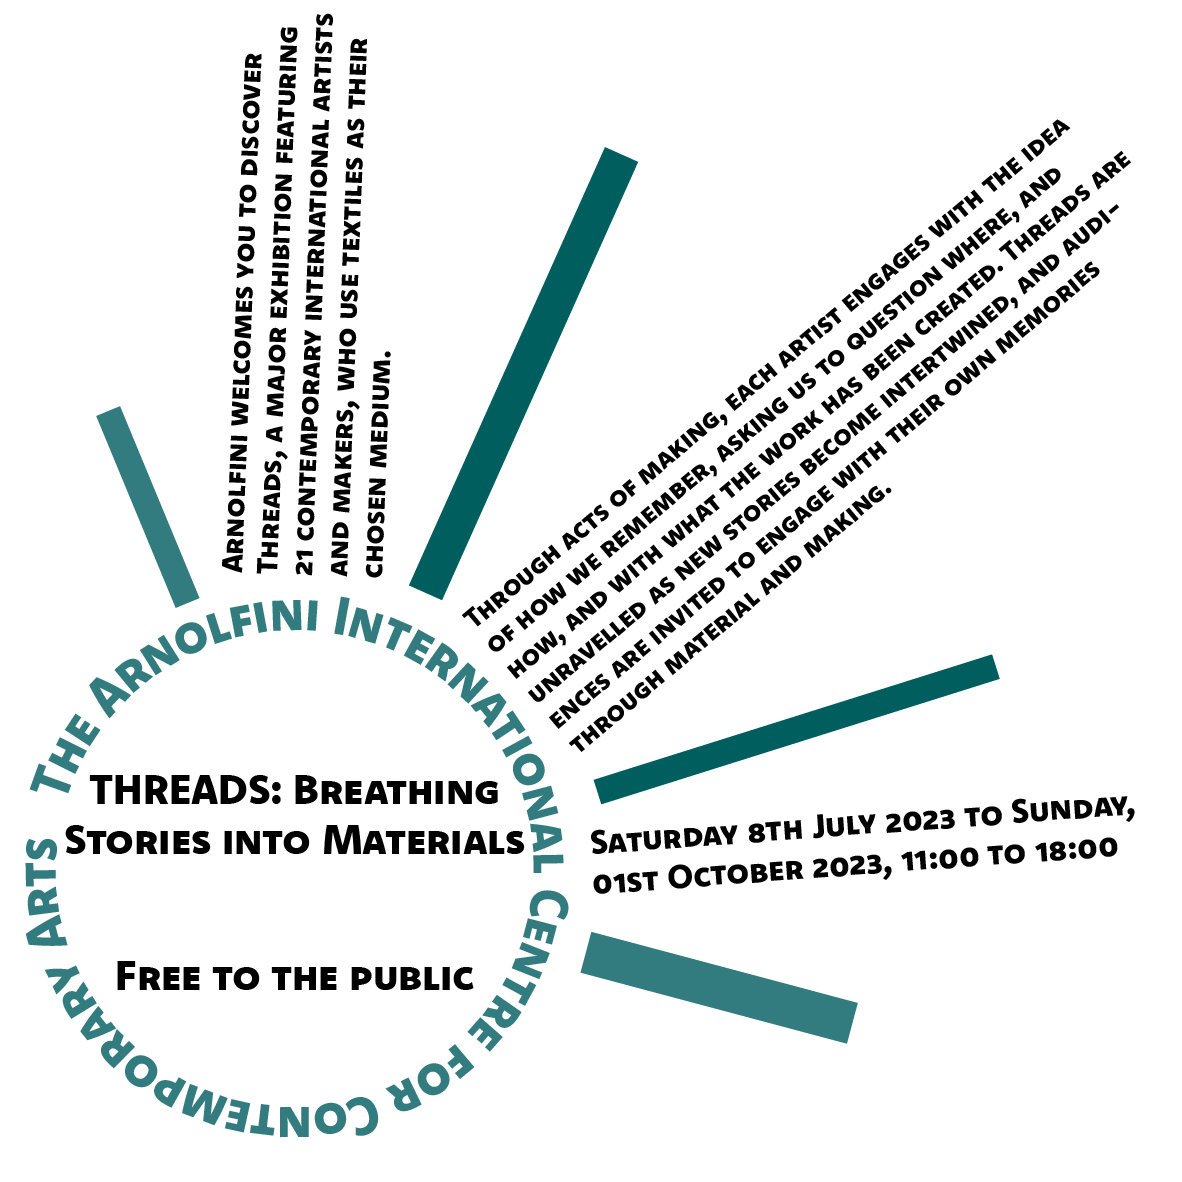 Arnolfini welcomes you to discover
Threads, a major exhibition featuring
21 contemporary international artists
and makers, who use textiles as their
chosen medium.
Through acts of making, each artist engages with the idea
of how we remember, asking us to question where, and
how, and with what the work has been created. Threads are
unravelled as new stories become intertwined, and audi-
ences are invited to engage with their own memories
through material and making.
The Arnolfini International Centre for Contemporary Arts
THREADS: Breathing
Stories into Materials
Free to the public
Saturday 8th July 2023 to Sunday,
01st October 2023, 11:00 to 18:00